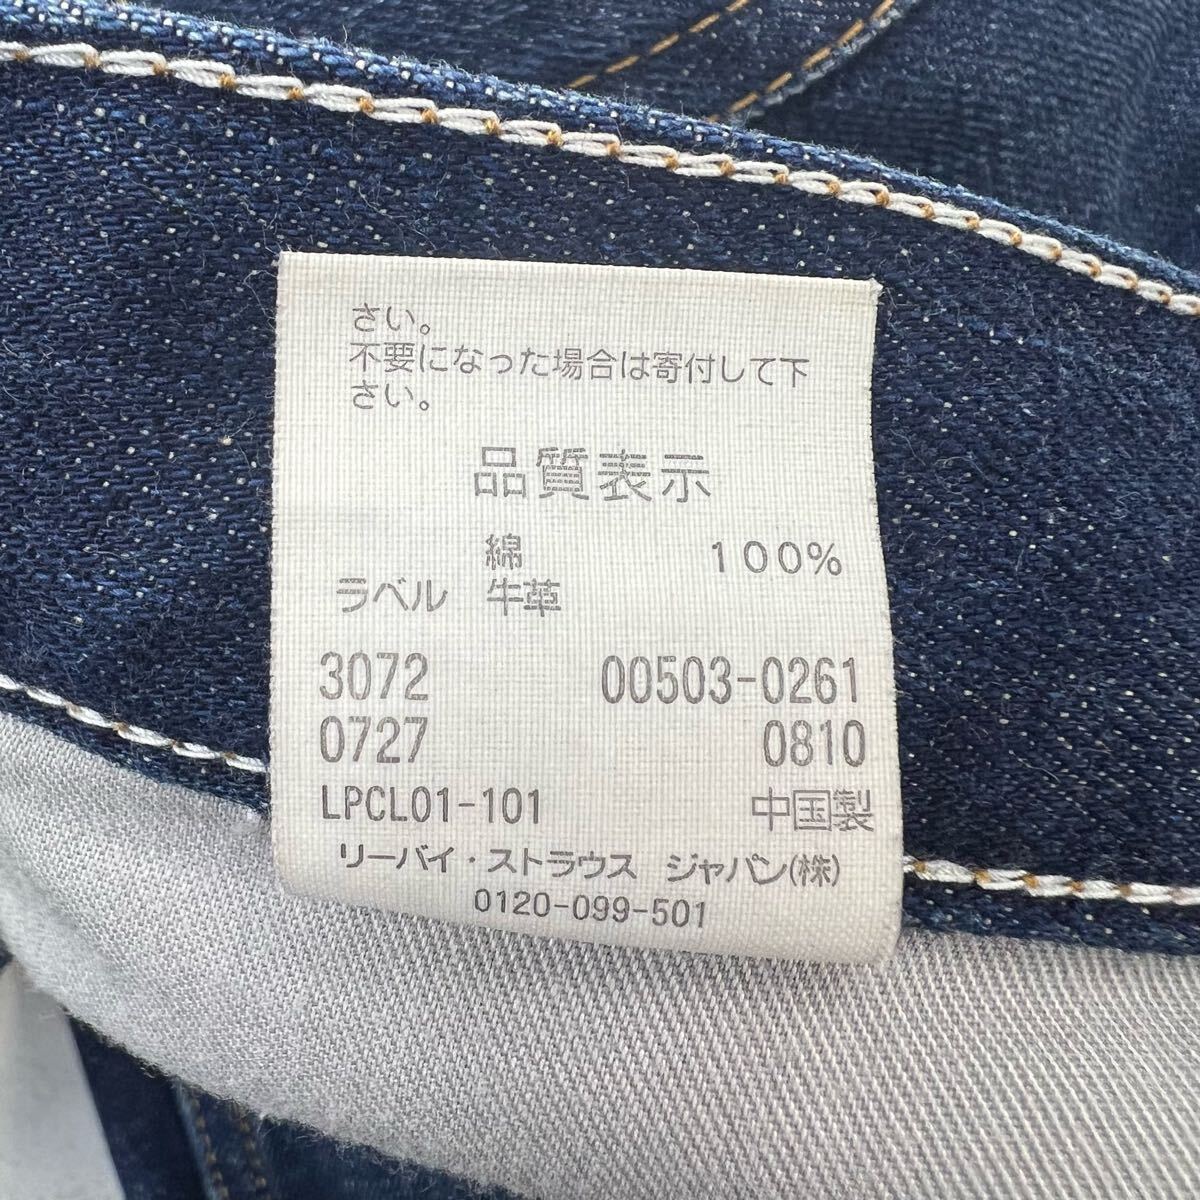 さい。
不要になった場合は寄付して下
さい。
品質表示
綿 100%
ラベル 牛革
3072 00503-0261
0727 0810
LPCL01-101 中国製
リーバイ・ストラウス ジャパン(株)
0120-099-501